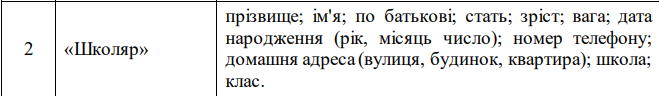 прізвище; ім'я; по батькові; стать; зріст; вага; дата
2 «Школяр» народження (рік, місяць число); номер телефону;
домашня адреса (вулиця, будинок, квартира); школа;
клас.